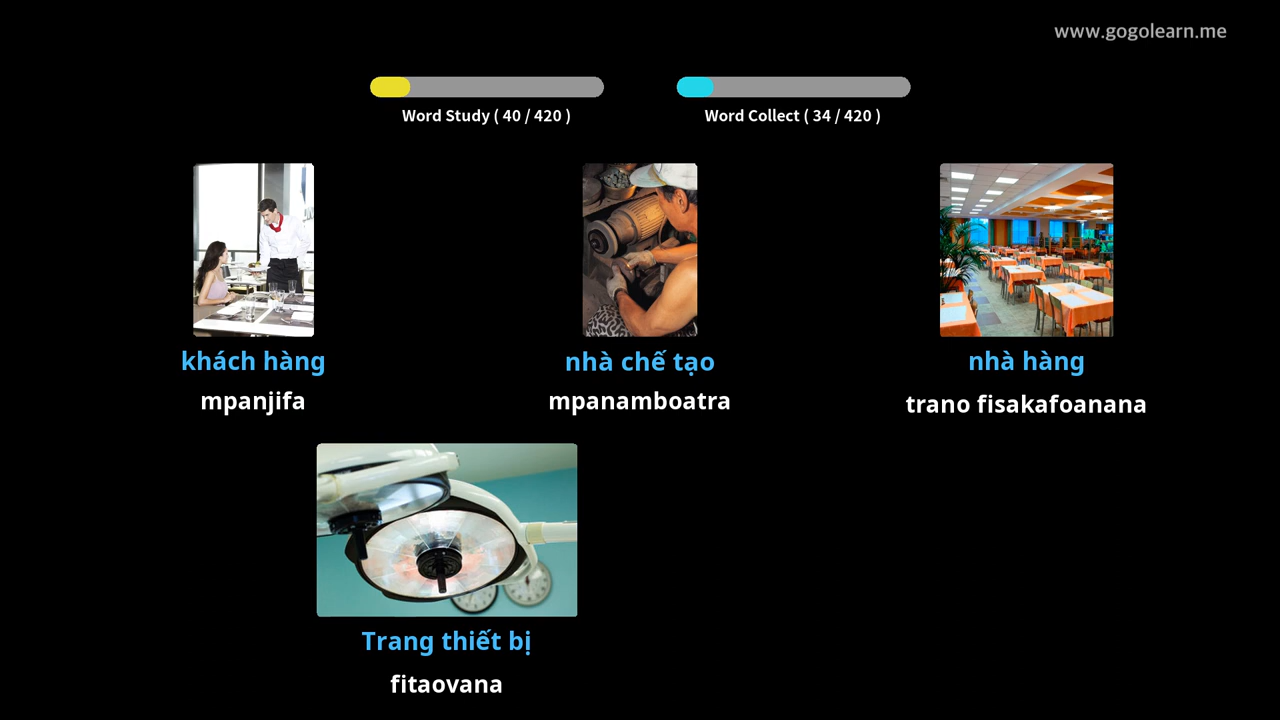 www.gogolearn.me
Word Study ( 40 / 420 )
Word Collect ( 34 / 420 )
khách hàng
mpanjifa
nhà chế tạo
mpanamboatra
nhà hàng
trano fisakafoanana
Trang thiết bị
fitaovana